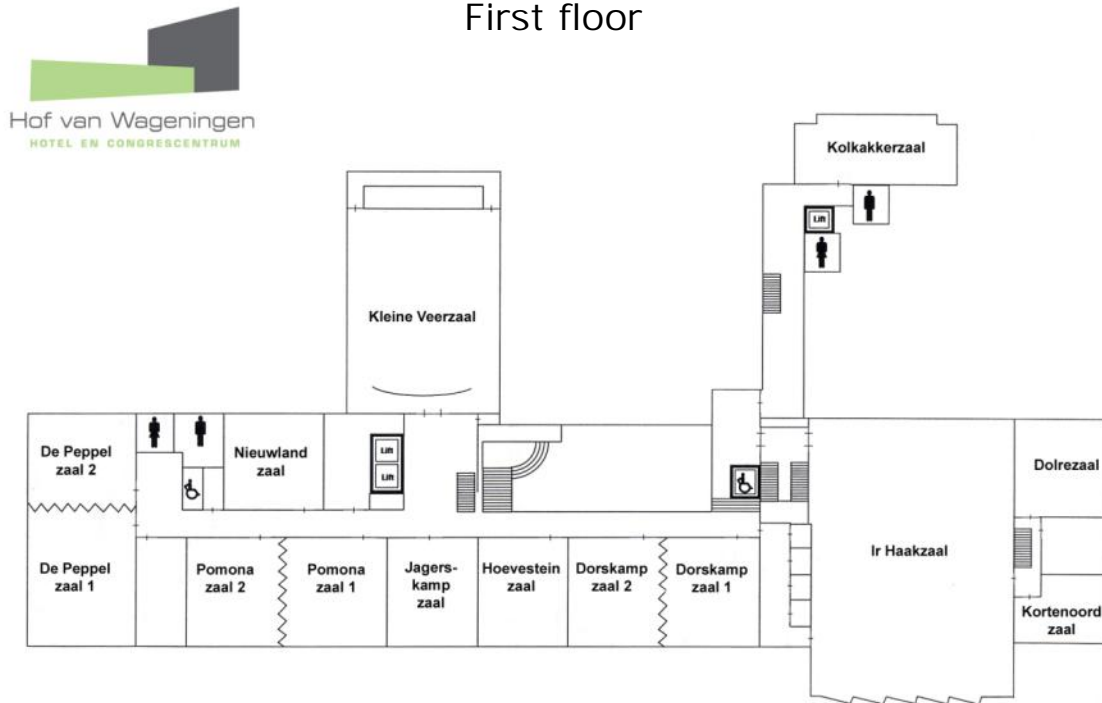 First floor
Hof van Wageningen
HOTEL EN CONGRESCENTRUM
Kolkakkerzaal
Lift
Kleine Veerzaal
De Peppel
zaal 2
Nieuwland
zaal
Lift
Lift
Dolrezaal
De Peppel
zaal 1
Pomona
zaal 2
Pomona
zaal 1
Jagers-
kamp
zaal
Hoevestein
zaal
Dorskamp
zaal 2
Dorskamp
zaal 1
Ir Haakzaal
Kortenoord
zaal